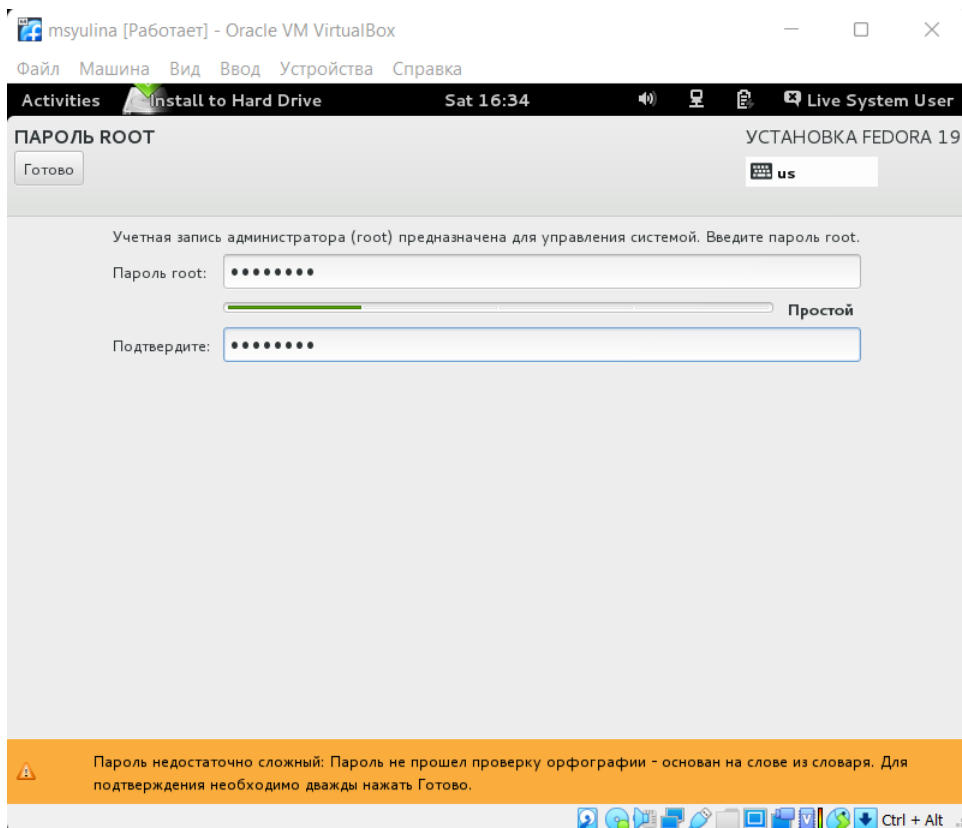 msyulina [Работает] - Oracle VM VirtualBox
Файл Машина Вид Ввод Устройства Справка
Activities Install to Hard Drive Sat 16:34 Live System User
ПАРОЛЬ ROOT УСТАНОВКА FEDORA 19
Готово us
Учетная запись администратора (root) предназначена для управления системой. Введите пароль root.
Пароль root: ••••••••
Простой
Подтвердите: ••••••••
Пароль недостаточно сложный: Пароль не прошел проверку орфографии - основан на слове из словаря. Для
подтверждения необходимо дважды нажать Готово.
Ctrl + Alt